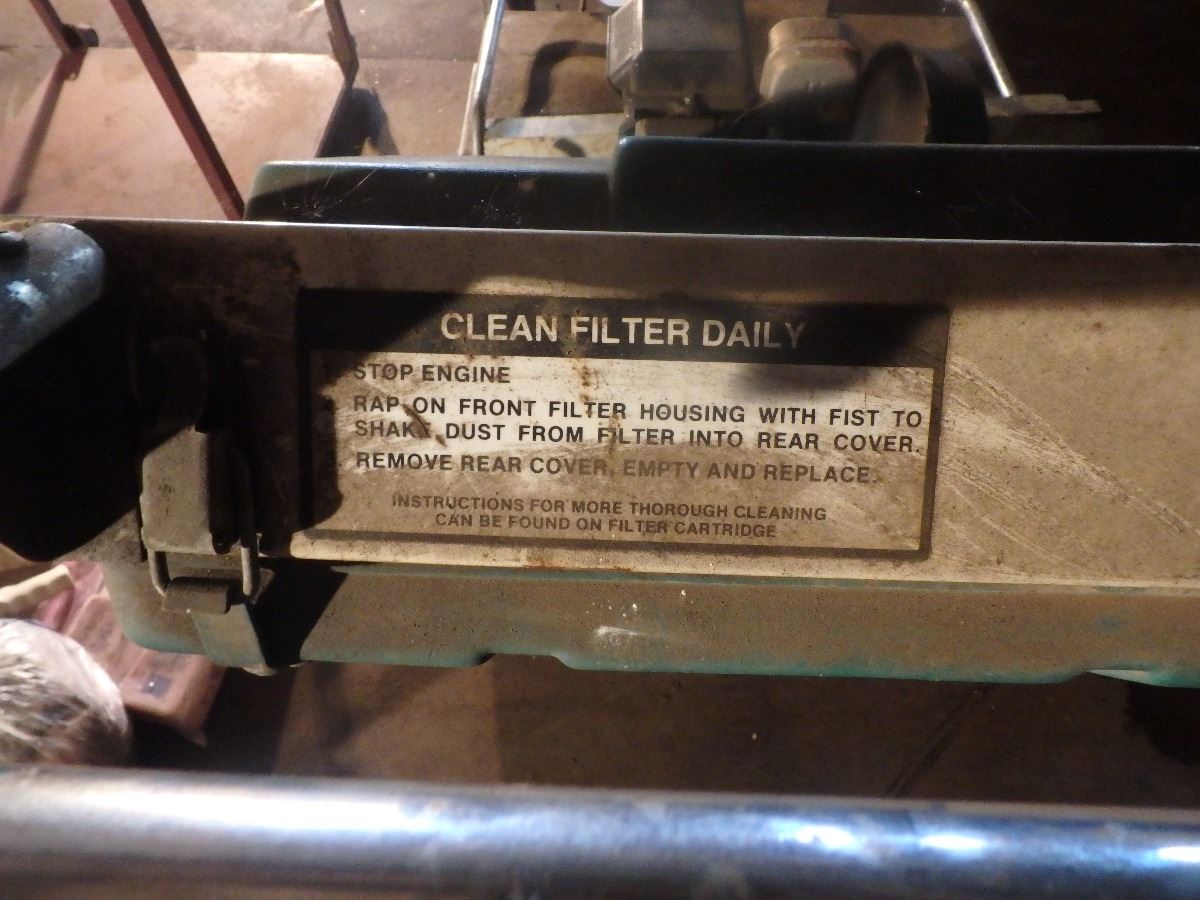 CLEAN FILTER DAILY
STOP ENGINE
RAP ON FRONT FILTER HOUSING WITH FIST TO
SHAKE DUST FROM FILTER INTO REAR COVER.
REMOVE REAR COVER, EMPTY AND REPLACE.
INSTRUCTIONS FOR MORE THOROUGH CLEANING
CAN BE FOUND ON FILTER CARTRIDGE